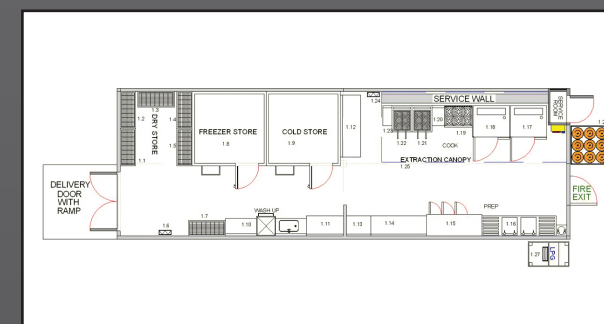 SERVICE WALL
SERVICE ROOM
1.24
1.2
1.3
1.4
DRY STORE
1.5
1.1
FREEZER STORE
1.8
COLD STORE
1.9
1.12
1.23
1.22
1.21
1.20
1.19
1.18
1.17
COOK
EXTRACTION CANOPY
1.25
DELIVERY
DOOR
WITH
RAMP
FIRE
EXIT
1.6
1.7
WASH UP
1.10
1.11
1.13
1.14
1.15
PREP
1.16
1.27
LPG